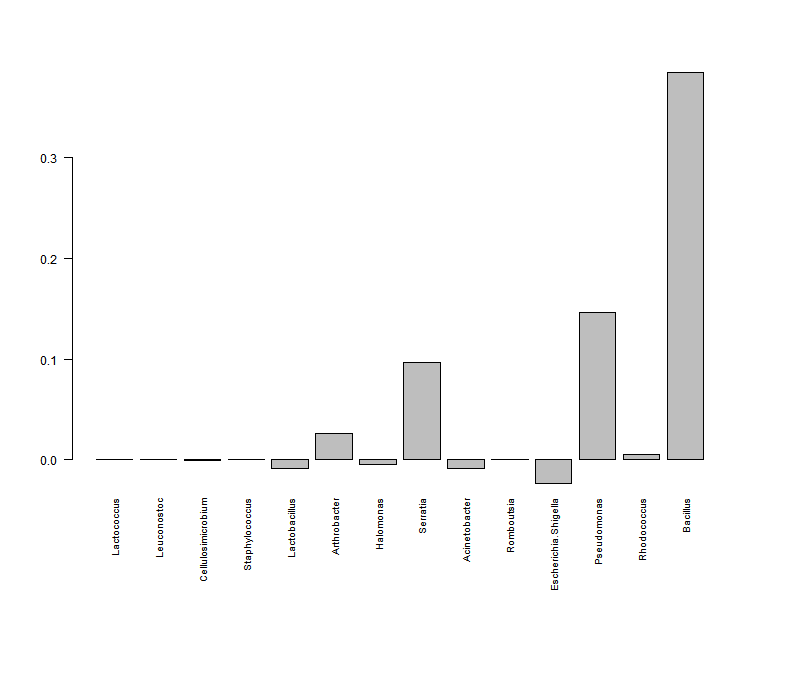 0.3
0.2
0.1
0.0
Lactococcus
Leuconostoc
Cellulosimicrobium
Staphylococcus
Lactobacillus
Arthrobacter
Halomonas
Serratia
Acinetobacter
Romboutsia
Escherichia.Shigella
Pseudomonas
Rhodococcus
Bacillus